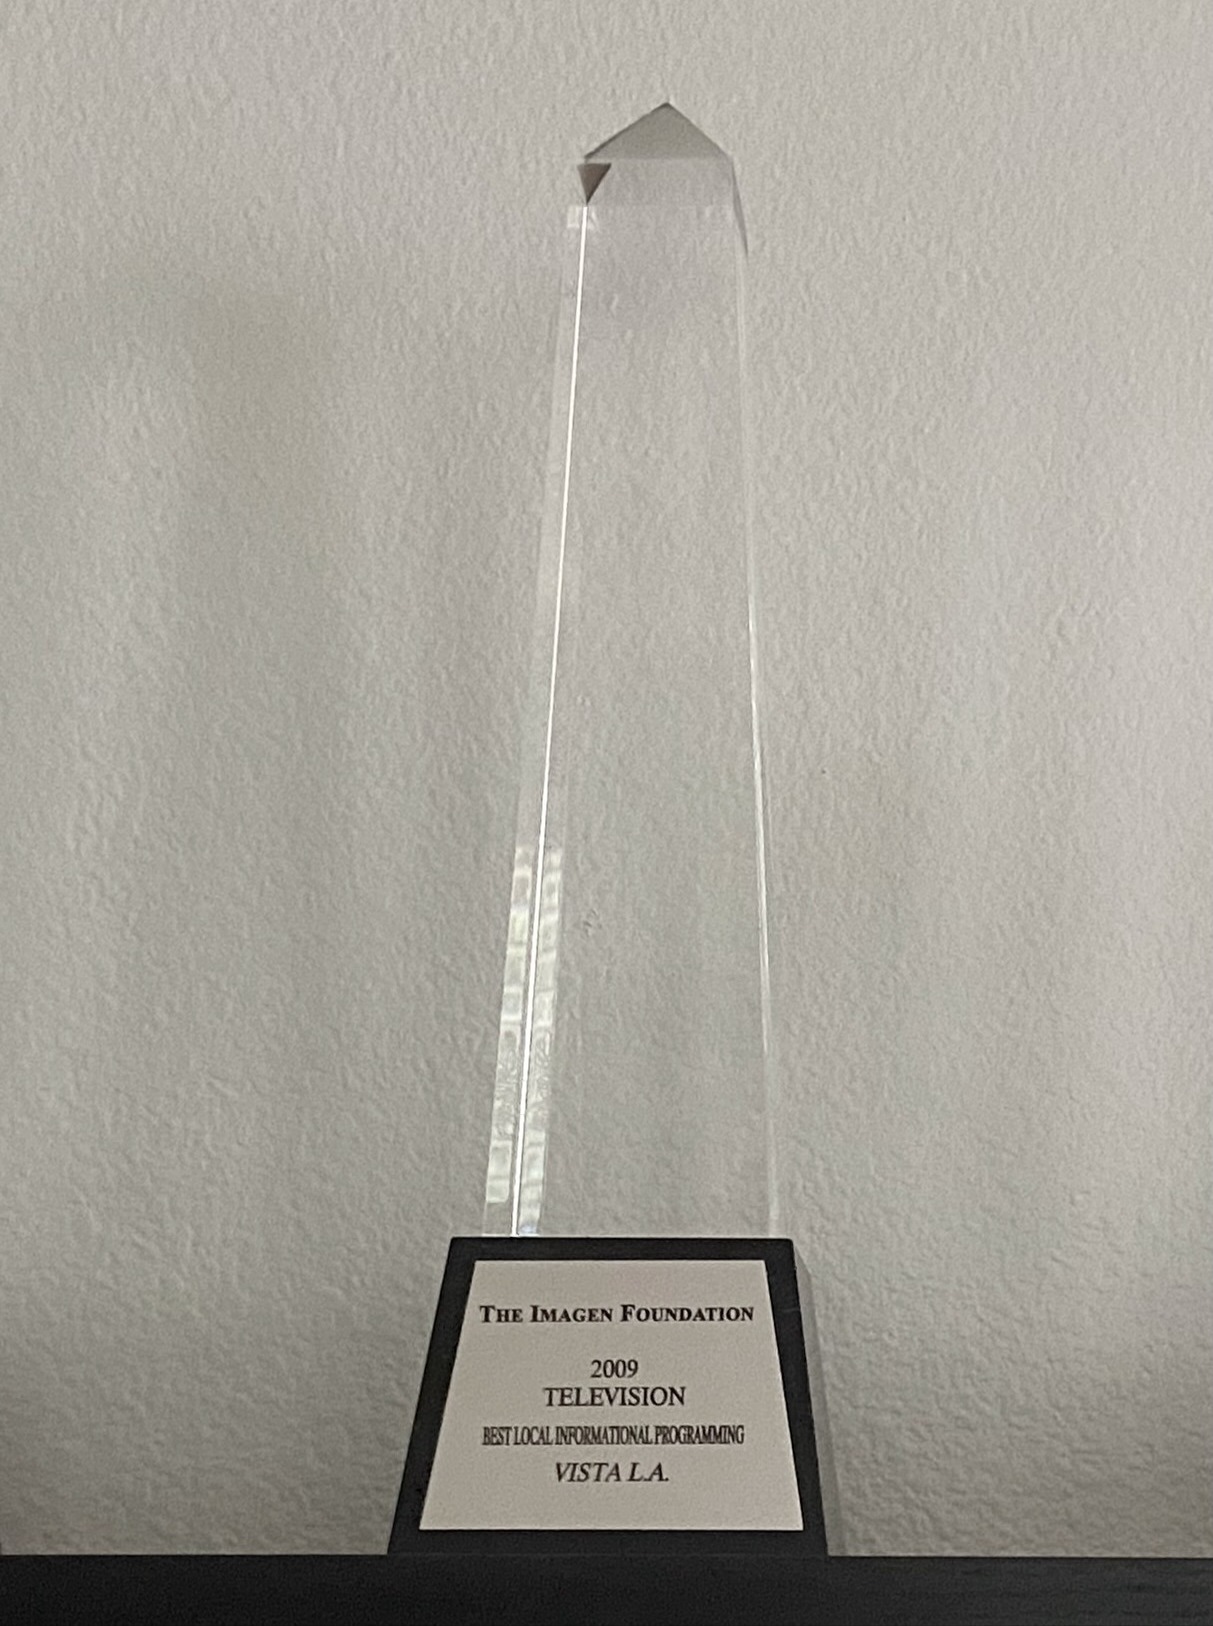 THE IMAGEN FOUNDATION
2009
TELEVISION
BEST LOCAL INFORMATIONAL PROGRAMMING
VISTA L.A.